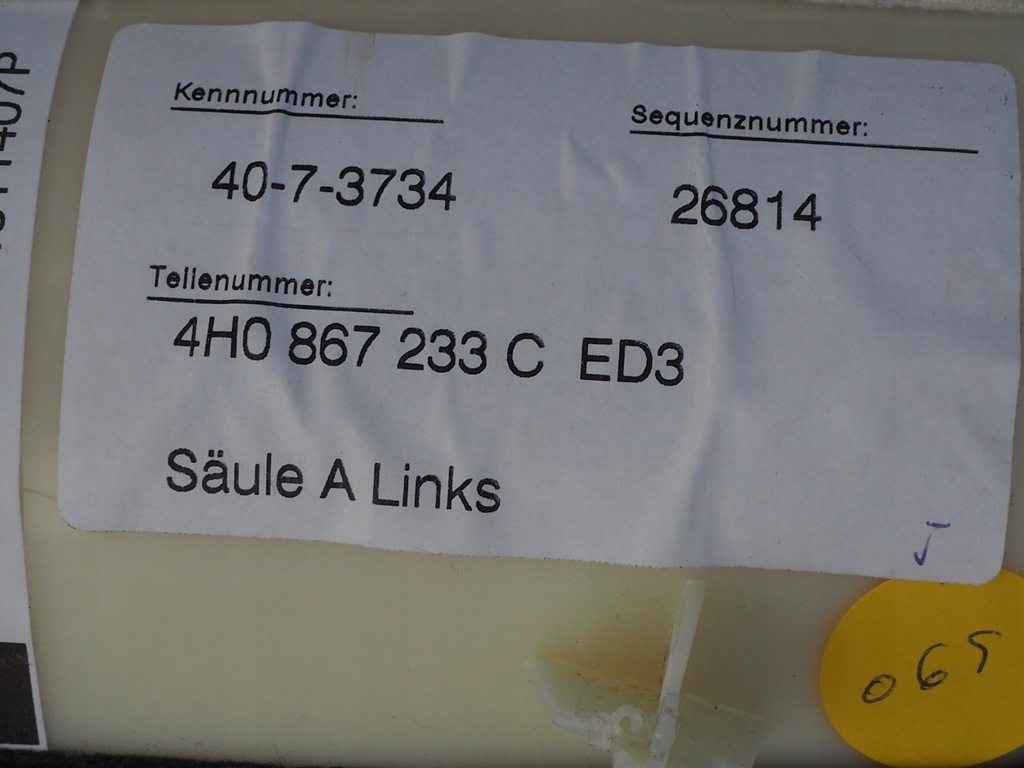 Kennnummer:
Sequenznummer:
40-7-3734
26814
Teilenummer:
4H0 867 233 C ED3
Säule A Links
065